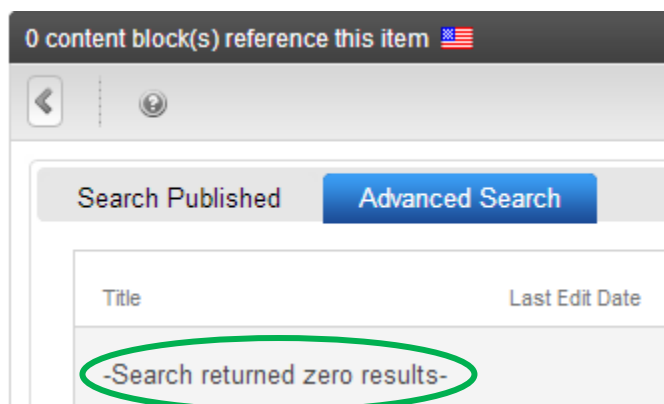 0 content block(s) reference this item
Search Published Advanced Search
Title Last Edit Date
-Search returned zero results-